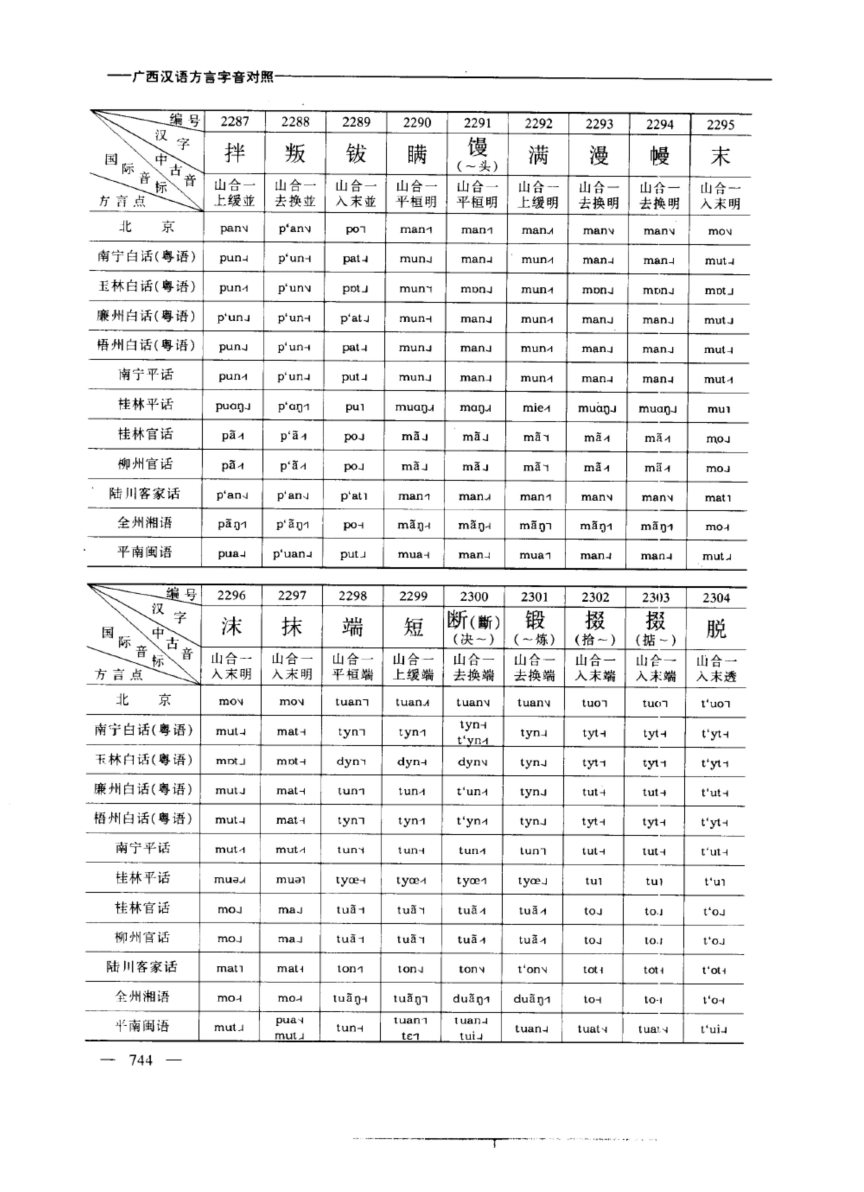 广西汉语方言字音对照
编号 2287 2288 2289 2290 2291 2292 2293 2294 2295
汉字 拌 叛 钹 瞒 馒(～头) 满 漫 幔 末
国际音标 中古音 山合一 山合一 山合一 山合一 山合一 山合一 山合一 山合一 山合一
方言点 上缓並 去换並 入末並 平桓明 平桓明 上缓明 去换明 去换明 入末明
北京 pan˅ p‘an˅ po˥ man man man man man mo
南宁白话(粤语) pun p‘un pat mun man mun man man mut
玉林白话(粤语) pun p‘un pɒt mun mɒn mun mɒn mɒn mɒt
廉州白话(粤语) p‘un p‘un p‘at mun man mun man man mut
梧州白话(粤语) pun p‘un pat mun man mun man man mut
南宁平话 pun p‘un put mun man mun man man mut
桂林平话 puɑŋ p‘ɑŋ pu muɑŋ mɑŋ mie muɑŋ muɑŋ mu
桂林官话 pã p‘ã po mã mã mã mã mã mo
柳州官话 pã p‘ã po mã mã mã mã mã mo
陆川客家话 p‘an p‘an p‘at man man man man man mat
全州湘语 pãŋ p‘ãŋ po mãŋ mãŋ mãŋ mãŋ mãŋ mo
平南闽语 pua p‘uan put mua man mua man man mut
编号 2296 2297 2298 2299 2300 2301 2302 2303 2304
汉字 沫 抹 端 短 断(斷)(决～) 锻(～炼) 掇(拾～) 掇(掂～) 脱
国际音标 中古音 山合一 山合一 山合一 山合一 山合一 山合一 山合一 山合一 山合一
方言点 入末明 入末明 平桓端 上缓端 去换端 去换端 入末端 入末端 入末透
北京 mo mo tuan tuan tuan tuan tuo tuo t‘uo
南宁白话(粤语) mut mat tyn tyn tyn t‘yn tyn tyt tyt t‘yt
玉林白话(粤语) mɒt mɒt dyn dyn dyn tyn tyt tyt t‘yt
廉州白话(粤语) mut mat tun tun t‘un tyn tut tut t‘ut
梧州白话(粤语) mut mat tyn tyn t‘yn tyn tyt tyt t‘yt
南宁平话 mut mut tun tun tun tun tut tut t‘ut
桂林平话 muə muə tyœ tyœ tyœ tyœ tu tu t‘u
桂林官话 mo ma tuã tuã tuã tuã to to t‘o
柳州官话 mo ma tuã tuã tuã tuã to to t‘o
陆川客家话 mat mat ton ton ton t‘on tot tot t‘ot
全州湘语 mo mo tuãŋ tuãŋ duãŋ duãŋ to to t‘o
平南闽语 mut pua mut tun tuan tɛ tuan tui tuan tuat tuat t‘ui
— 744 —